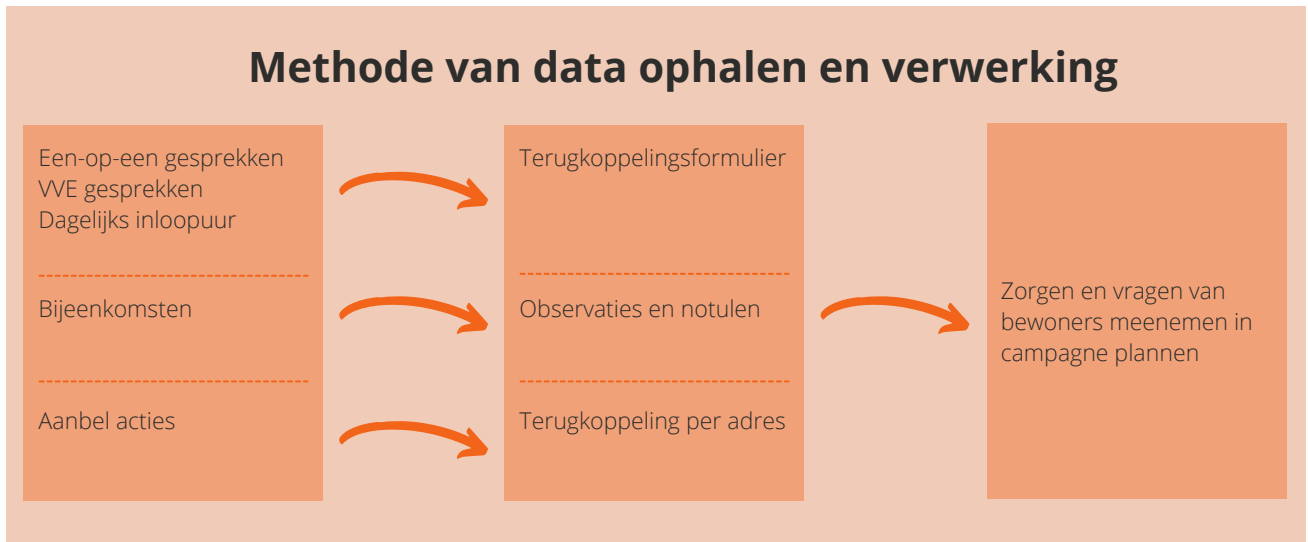 Methode van data ophalen en verwerking
Een-op-een gesprekken
VVE gesprekken
Dagelijks inloopuur
Bijeenkomsten
Aanbel acties
Terugkoppelingsformulier
Observaties en notulen
Terugkoppeling per adres
Zorgen en vragen van
bewoners meenemen in
campagne plannen